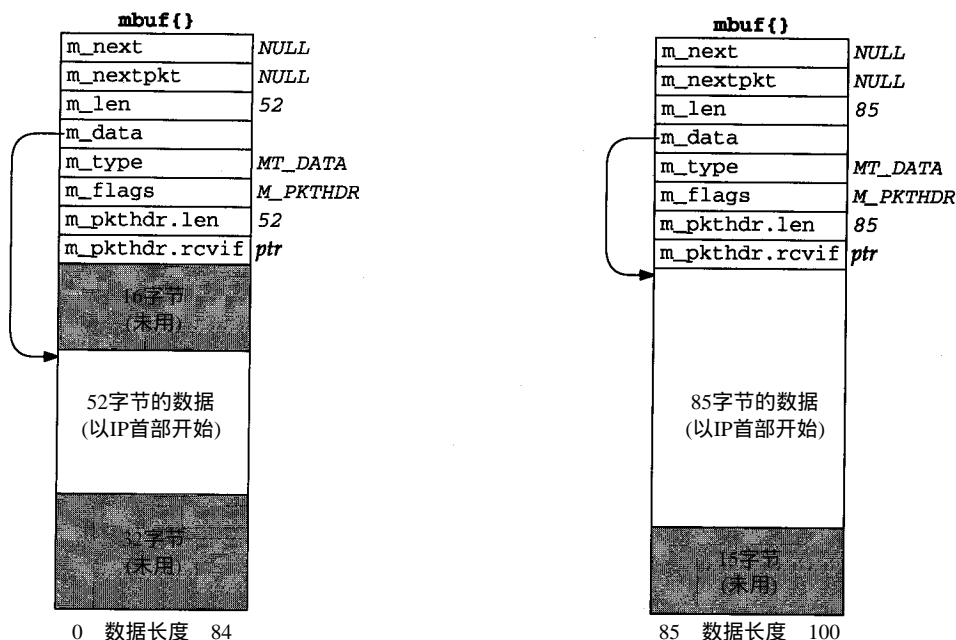 mbuf{}
m_next NULL
m_nextpkt NULL
m_len 52
m_data
m_type MT_DATA
m_flags M_PKTHDR
m_pkthdr.len 52
m_pkthdr.rcvif ptr
16字节
(未用)
52字节的数据
(以IP首部开始)
32字节
(未用)
0 数据长度 84
mbuf{}
m_next NULL
m_nextpkt NULL
m_len 85
m_data
m_type MT_DATA
m_flags M_PKTHDR
m_pkthdr.len 85
m_pkthdr.rcvif ptr
85字节的数据
(以IP首部开始)
15字节
(未用)
85 数据长度 100